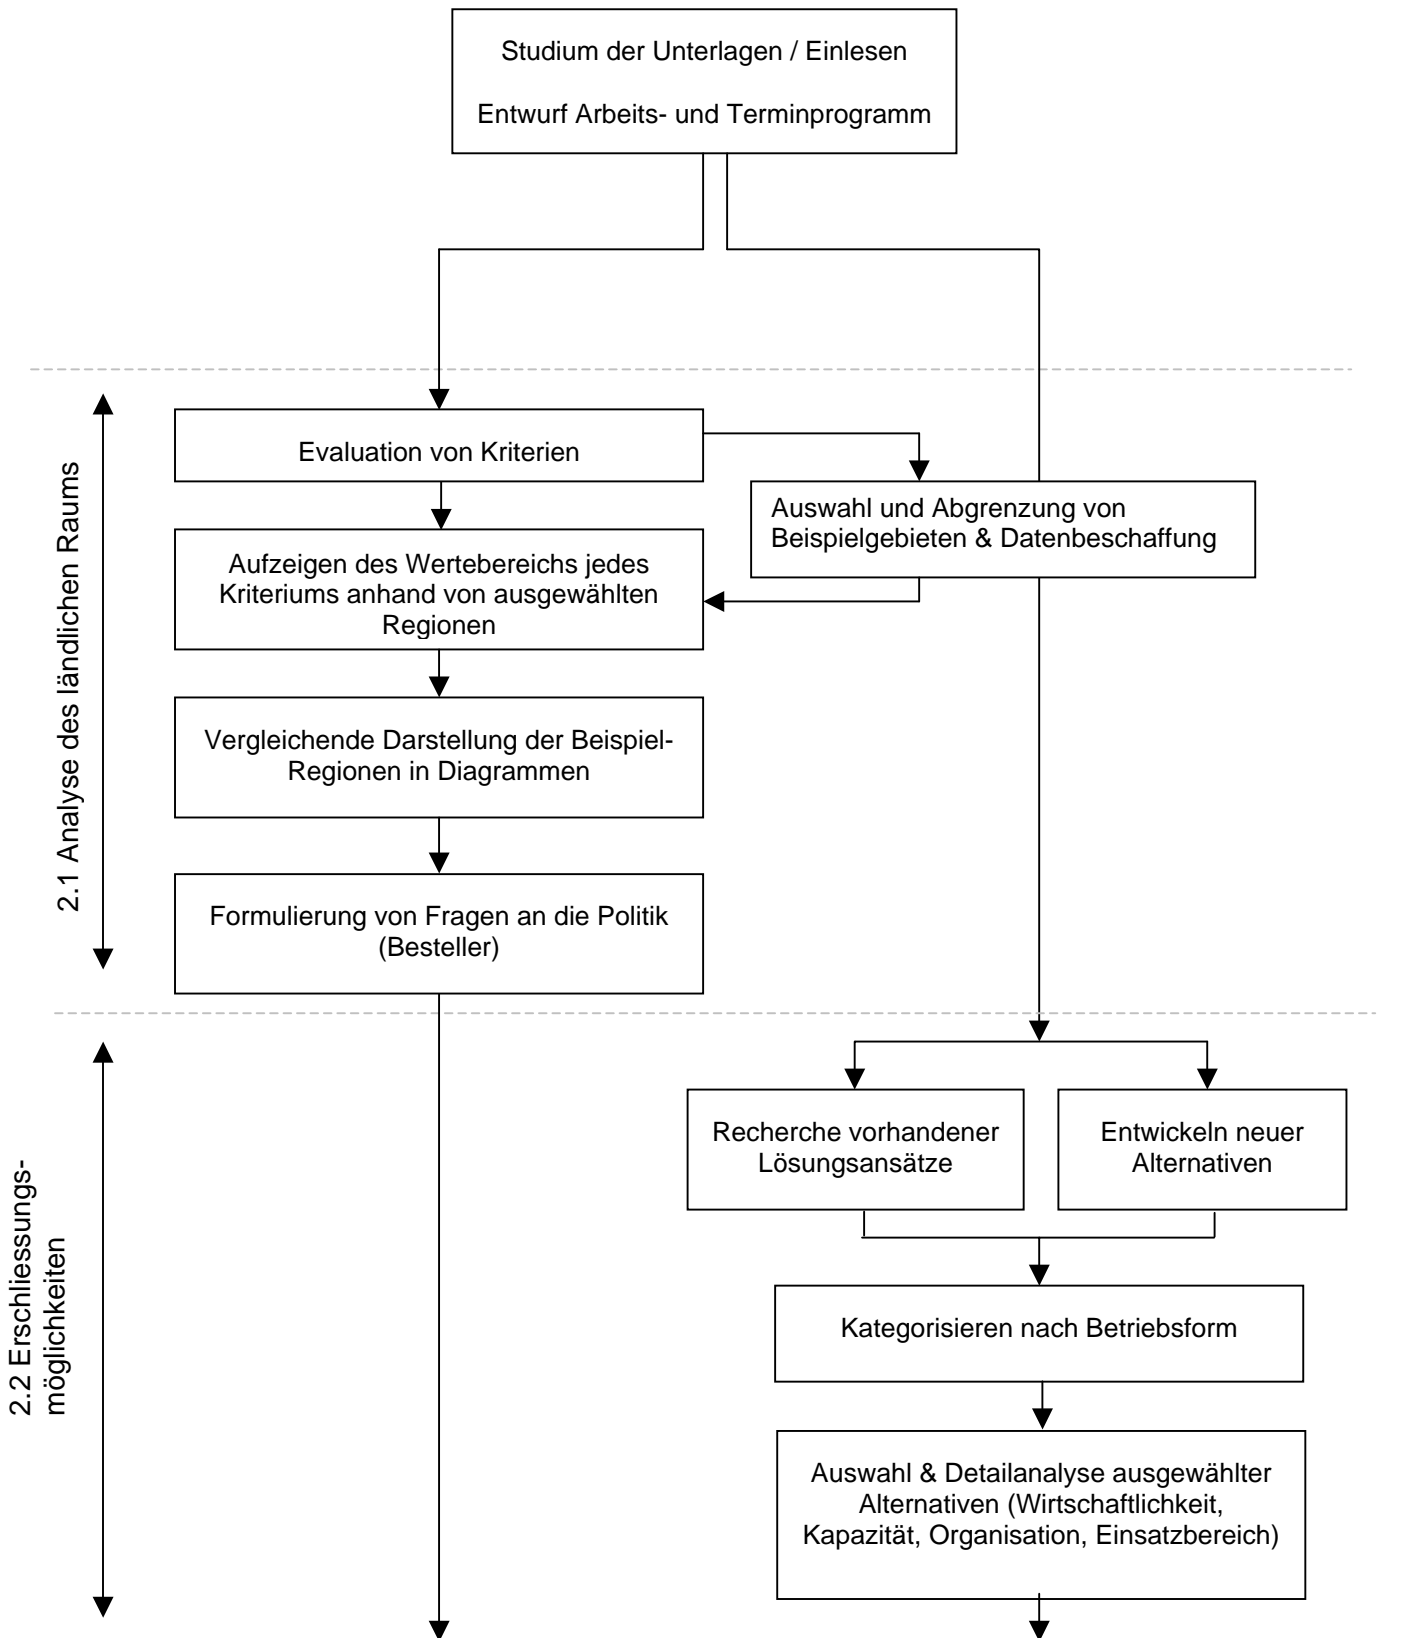 Studium der Unterlagen / Einlesen
Entwurf Arbeits- und Terminprogramm
2.1 Analyse des ländlichen Raums
Evaluation von Kriterien
Auswahl und Abgrenzung von
Beispielgebieten & Datenbeschaffung
Aufzeigen des Wertebereichs jedes
Kriteriums anhand von ausgewählten
Regionen
Vergleichende Darstellung der Beispiel-
Regionen in Diagrammen
Formulierung von Fragen an die Politik
(Besteller)
2.2 Erschliessungs-
möglichkeiten
Recherche vorhandener
Lösungsansätze
Entwickeln neuer
Alternativen
Kategorisieren nach Betriebsform
Auswahl & Detailanalyse ausgewählter
Alternativen (Wirtschaftlichkeit,
Kapazität, Organisation, Einsatzbereich)